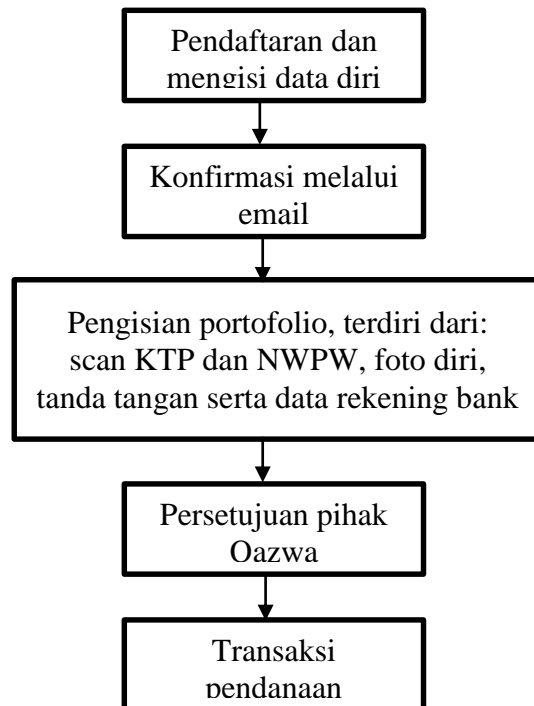 Pendaftaran dan
mengisi data diri
Konfirmasi melalui
email
Pengisian portofolio, terdiri dari:
scan KTP dan NWPW, foto diri,
tanda tangan serta data rekening bank
Persetujuan pihak
Oazwa
Transaksi
pendanaan